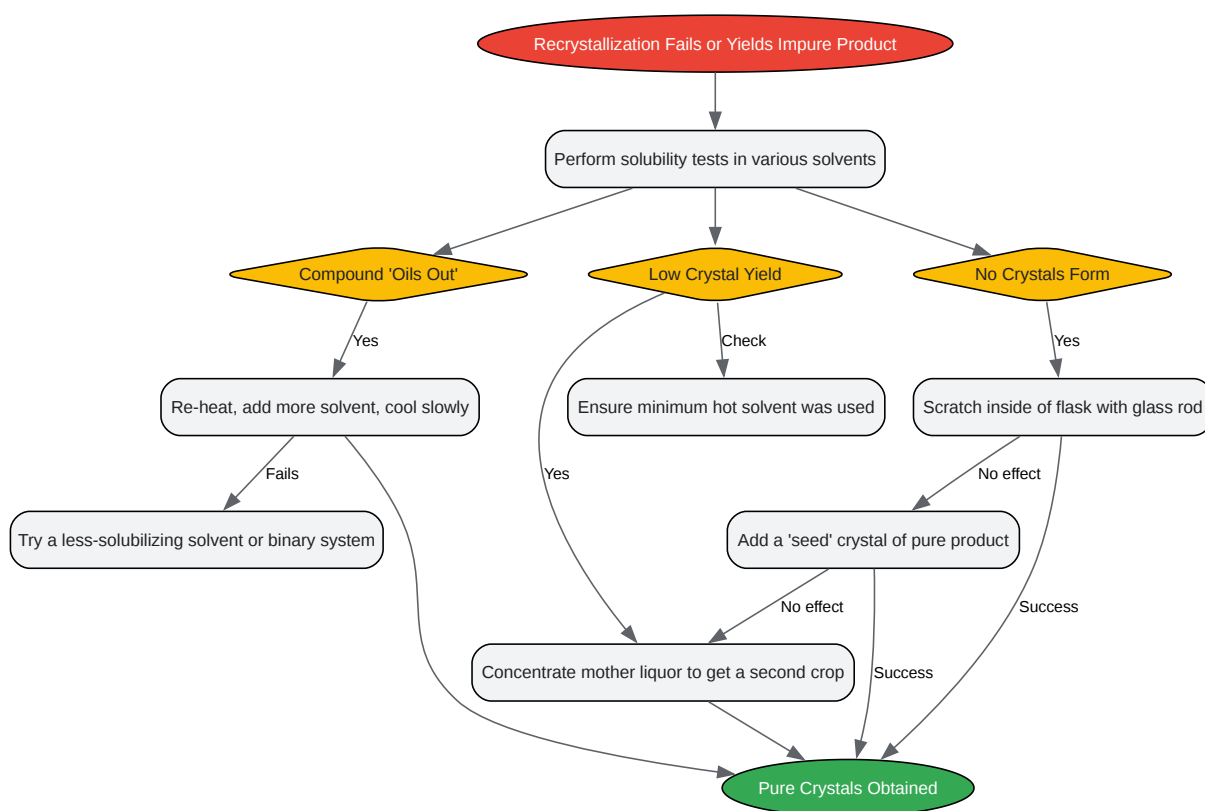 Recrystallization Fails or Yields Impure Product
Perform solubility tests in various solvents
Compound 'Oils Out'
Low Crystal Yield
No Crystals Form
Yes
Check
Yes
Re-heat, add more solvent, cool slowly
Ensure minimum hot solvent was used
Scratch inside of flask with glass rod
Fails
Yes
No effect
Try a less-solubilizing solvent or binary system
Add a 'seed' crystal of pure product
No effect
Success
Concentrate mother liquor to get a second crop
Success
Pure Crystals Obtained